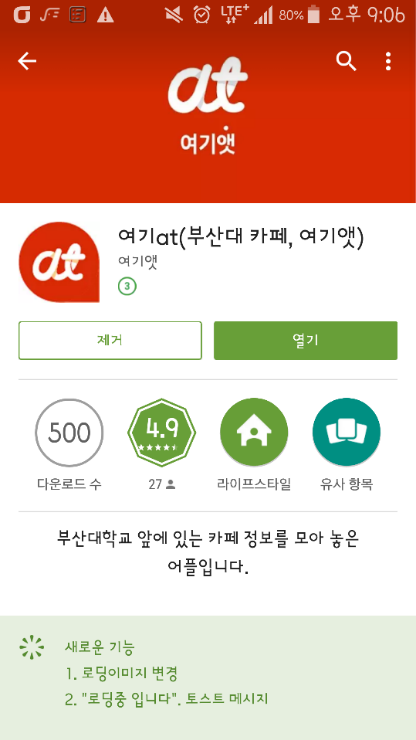 LTE+ 80% 오후 9:06
at
여기앳
at
여기at(부산대 카페, 여기앳)
여기앳
3
제거 열기
500 4.9
다운로드 수 27 라이프스타일 유사 항목
부산대학교 앞에 있는 카페 정보를 모아 놓은
어플입니다.
새로운 기능
1. 로딩이미지 변경
2. "로딩중 입니다". 토스트 메시지